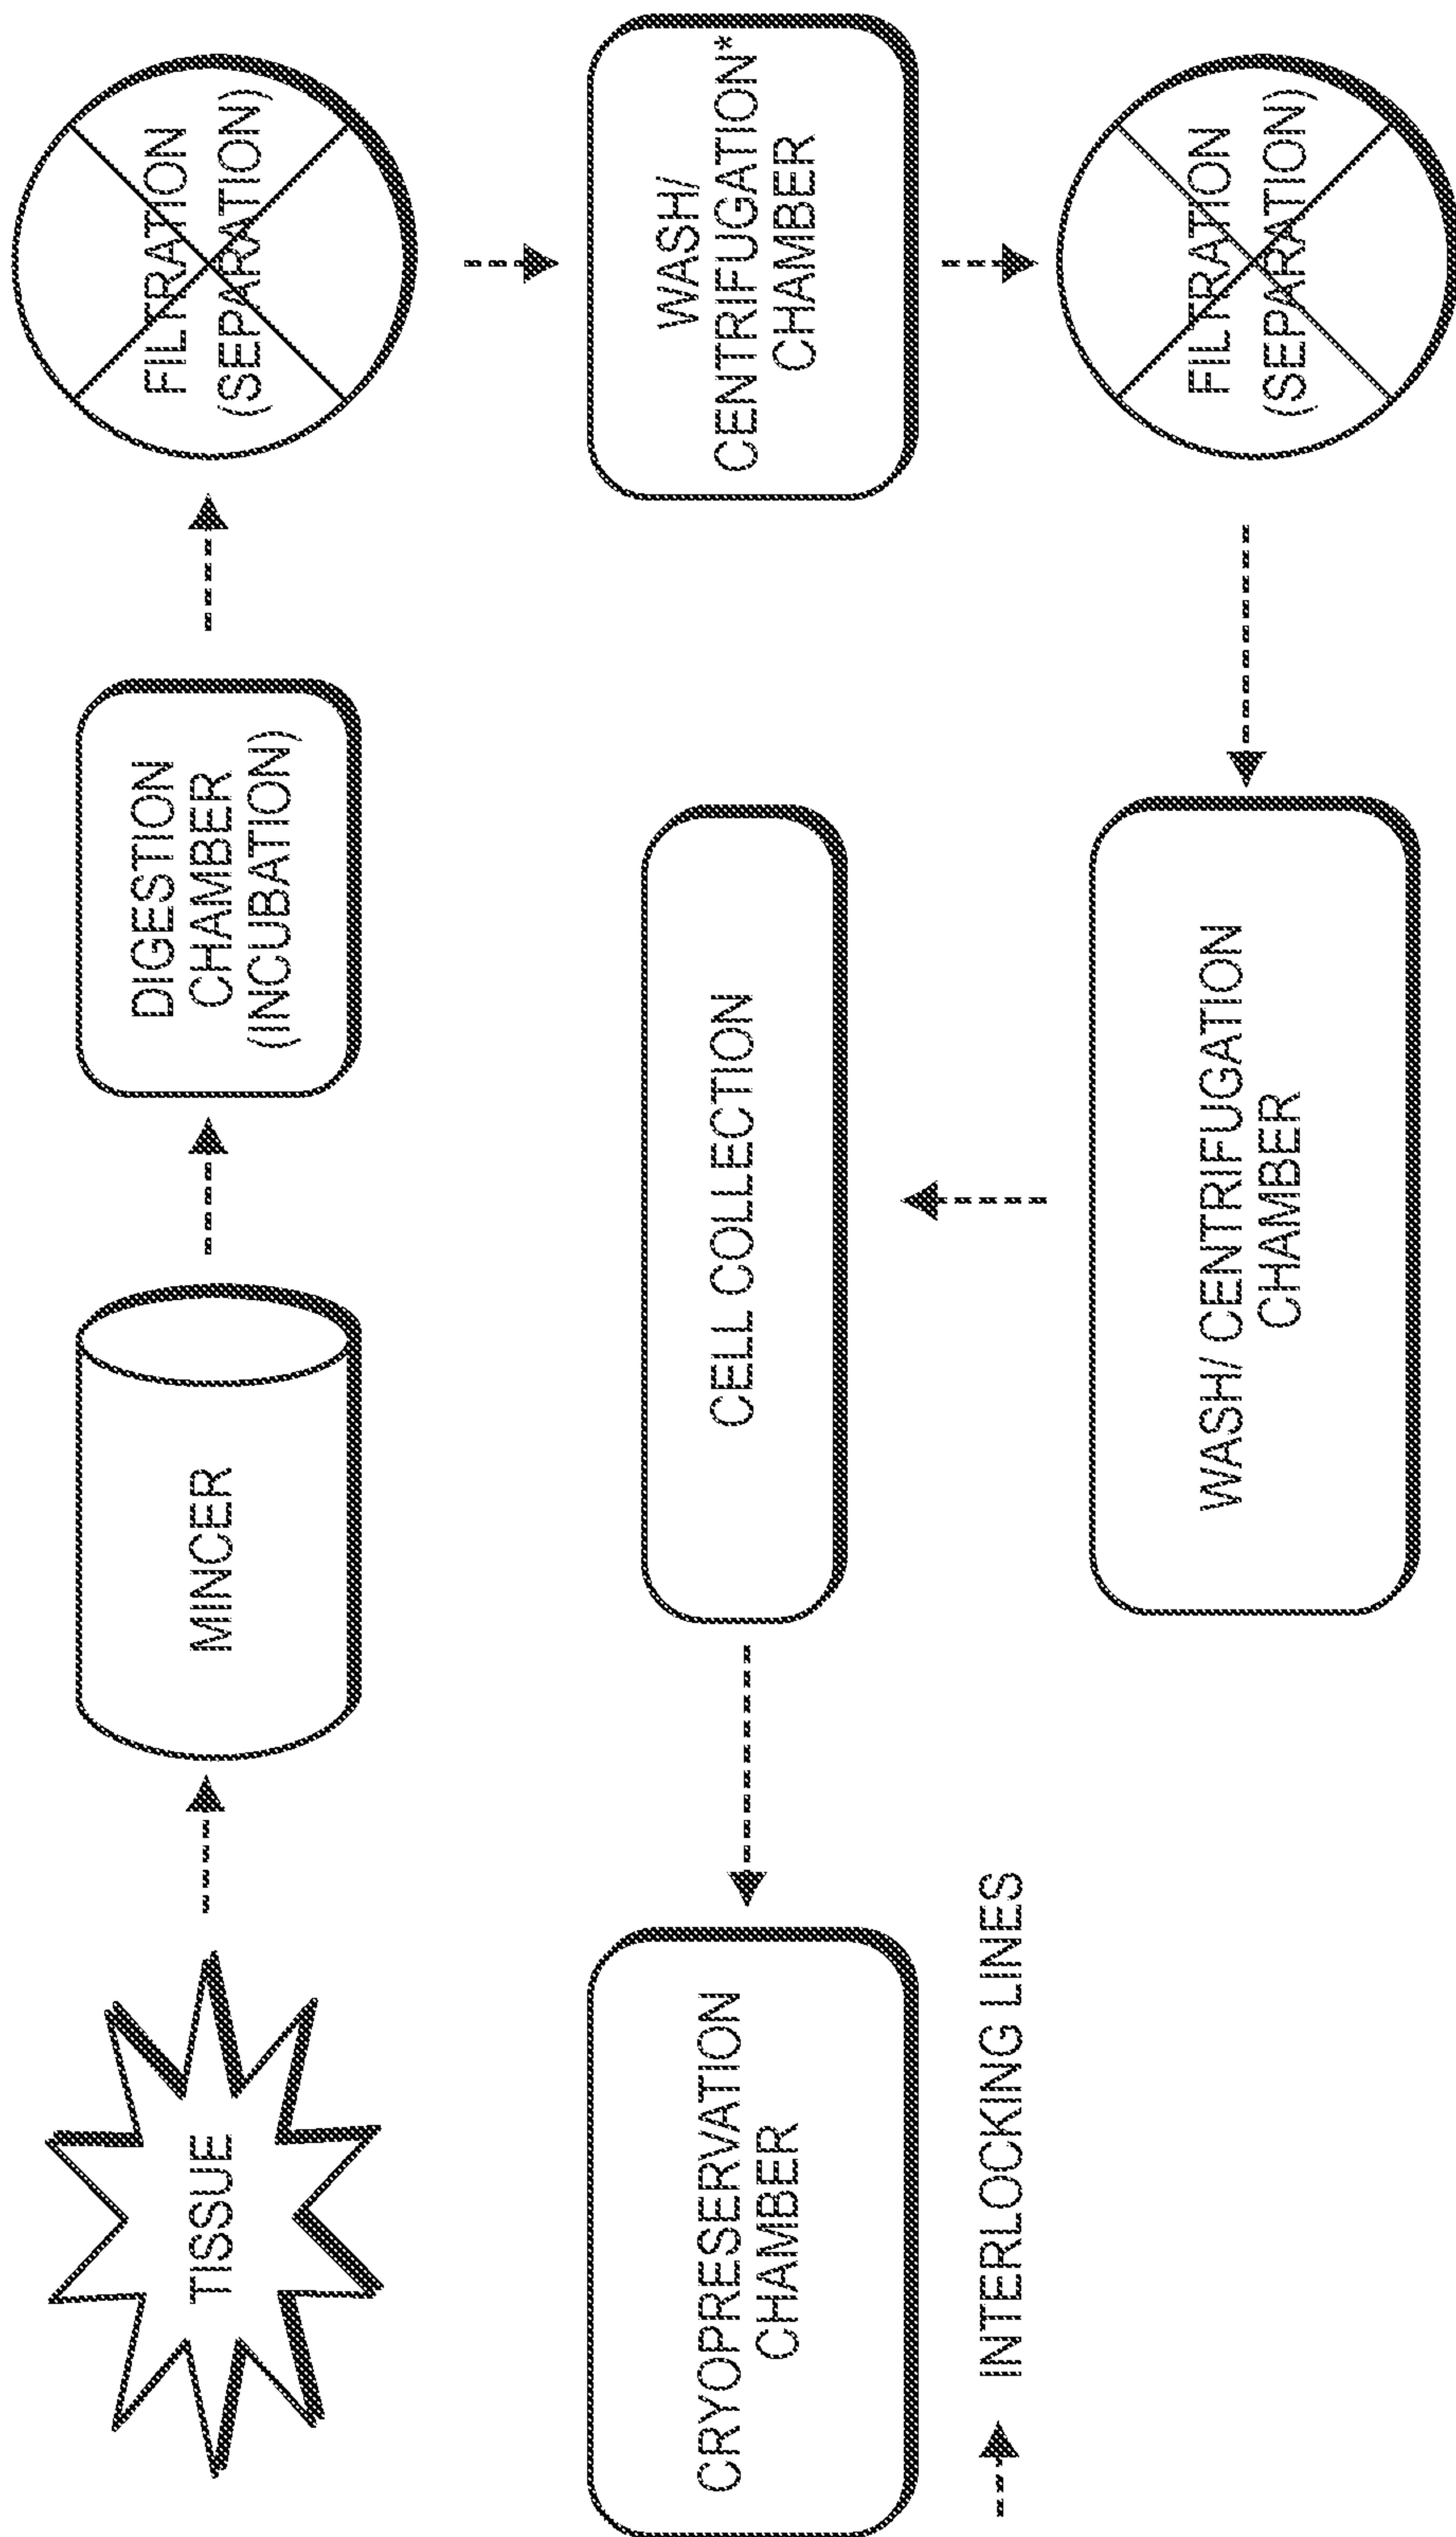 TISSUE
MINCER
DIGESTION
CHAMBER
(INCUBATION)
FILTRATION
(SEPARATION)
WASH/
CENTRIFUGATION*
CHAMBER
FILTRATION
(SEPARATION)
WASH/ CENTRIFUGATION
CHAMBER
CELL COLLECTION
CRYOPRESERVATION
CHAMBER
INTERLOCKING LINES